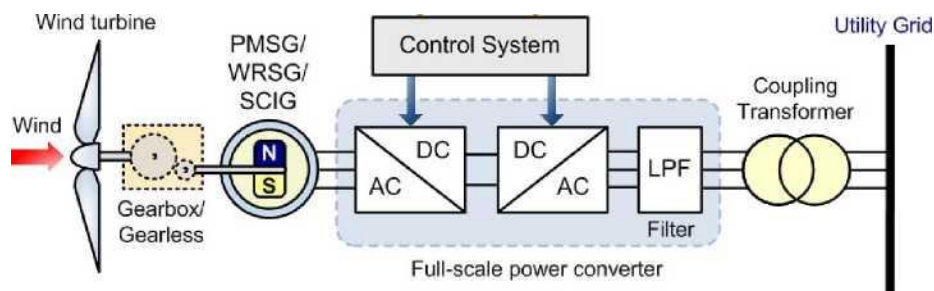 Wind turbine
PMSG/
WRSG/
SCIG
Control System
Utility Grid
Coupling
Transformer
Wind
N
S
DC
AC
DC
AC
LPF
Gearbox/
Gearless
Filter
Full-scale power converter